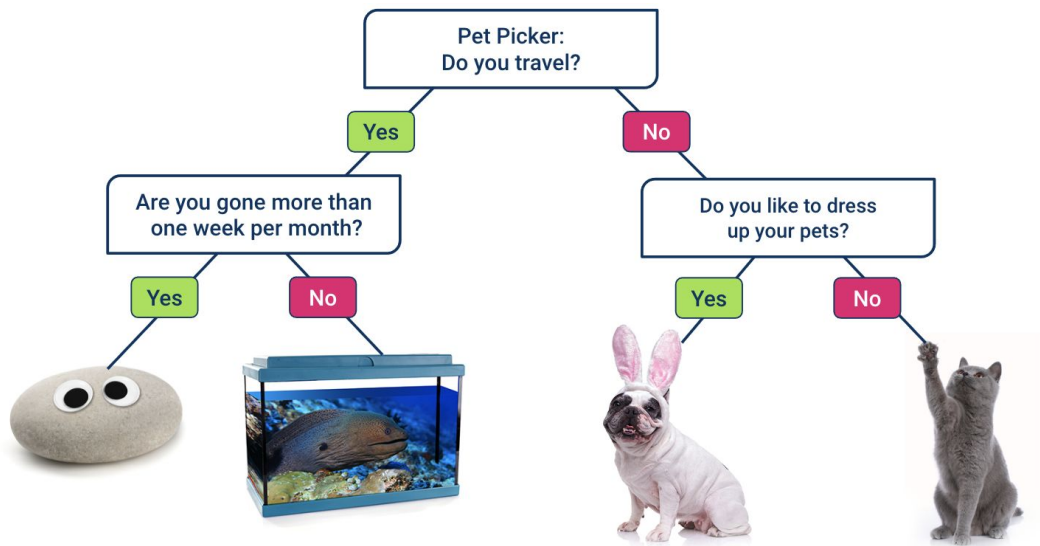 Pet Picker:
Do you travel?
Yes
No
Are you gone more than
one week per month?
Do you like to dress
up your pets?
Yes
No
Yes
No